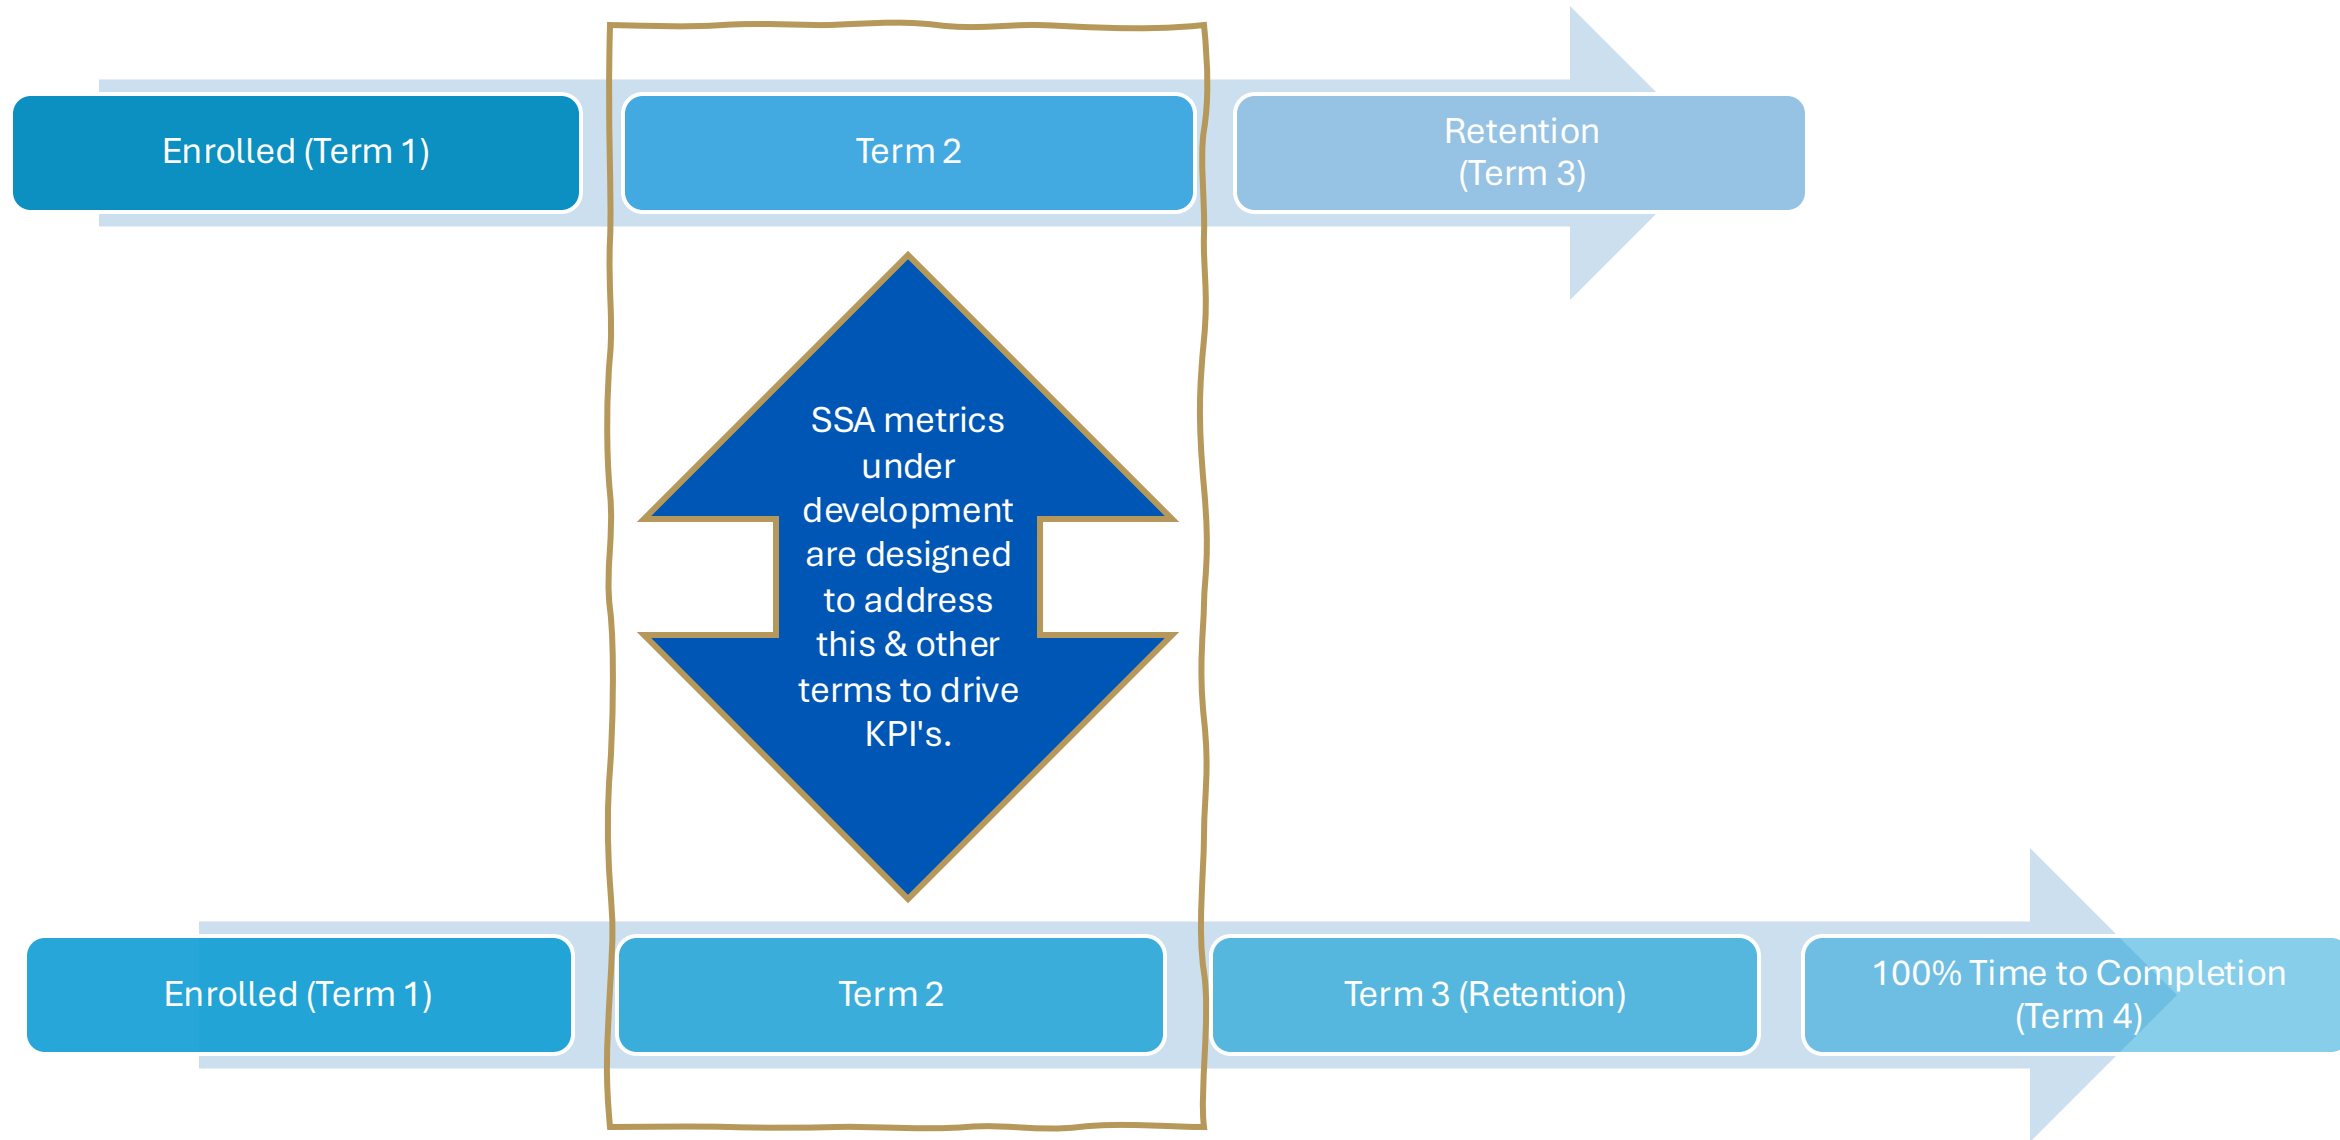 Enrolled (Term 1)
Term 2
Retention
(Term 3)
SSA metrics
under
development
are designed
to address
this & other
terms to drive
KPI's.
Enrolled (Term 1)
Term 2
Term 3 (Retention)
100% Time to Completion
(Term 4)